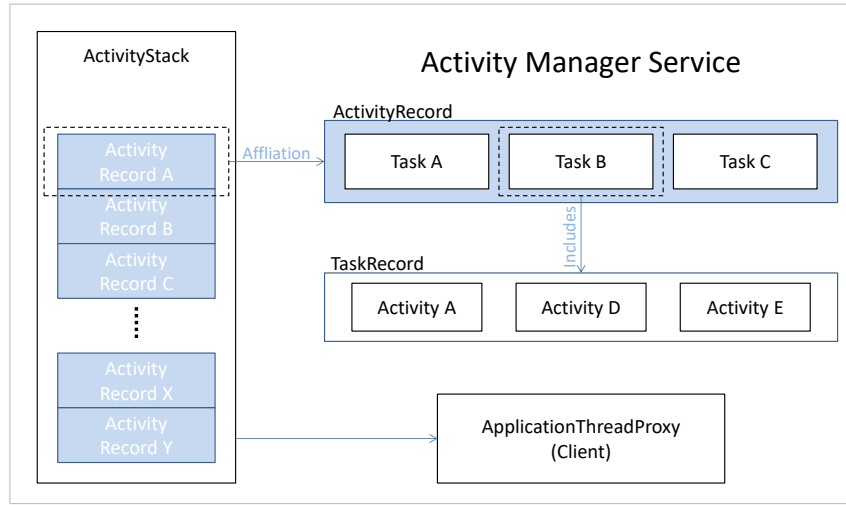 ActivityStack
Activity
Record A
Activity
Record B
Activity
Record C
Activity
Record X
Activity
Record Y
Activity Manager Service
Affliation
ActivityRecord
Task A
Task B
Task C
Includes
TaskRecord
Activity A
Activity D
Activity E
ApplicationThreadProxy
(Client)